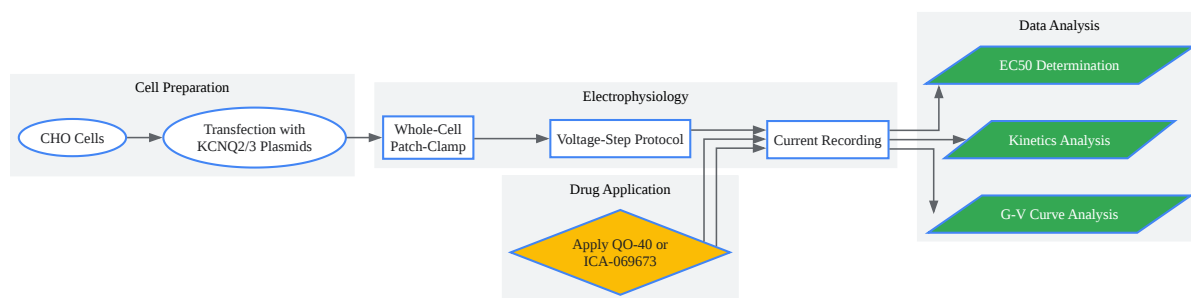 Cell Preparation
CHO Cells
Transfection with
KCNQ2/3 Plasmids
Electrophysiology
Whole-Cell
Patch-Clamp
Voltage-Step Protocol
Current Recording
Drug Application
Apply QO-40 or
ICA-069673
Data Analysis
EC50 Determination
Kinetics Analysis
G-V Curve Analysis